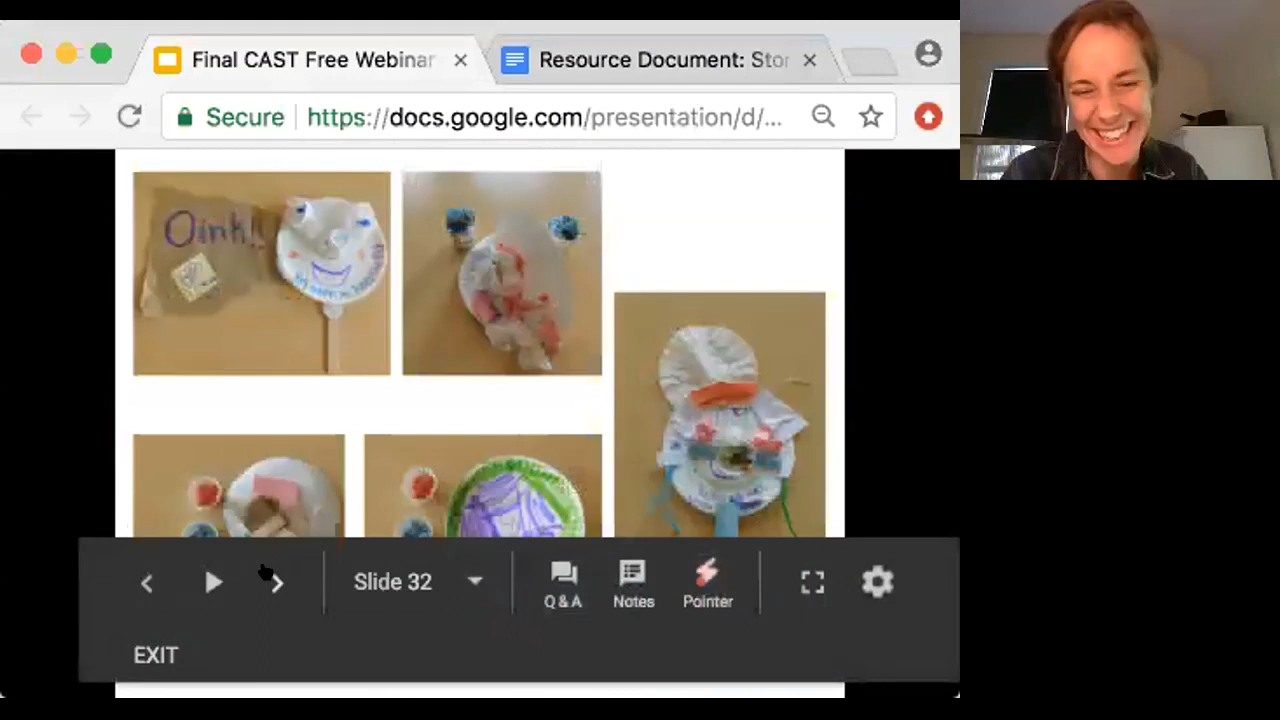 Final CAST Free Webinar
Resource Document: Stor
Secure
https://docs.google.com/presentation/d/...
Oink!!
Slide 32
Q & A
Notes
Pointer
EXIT